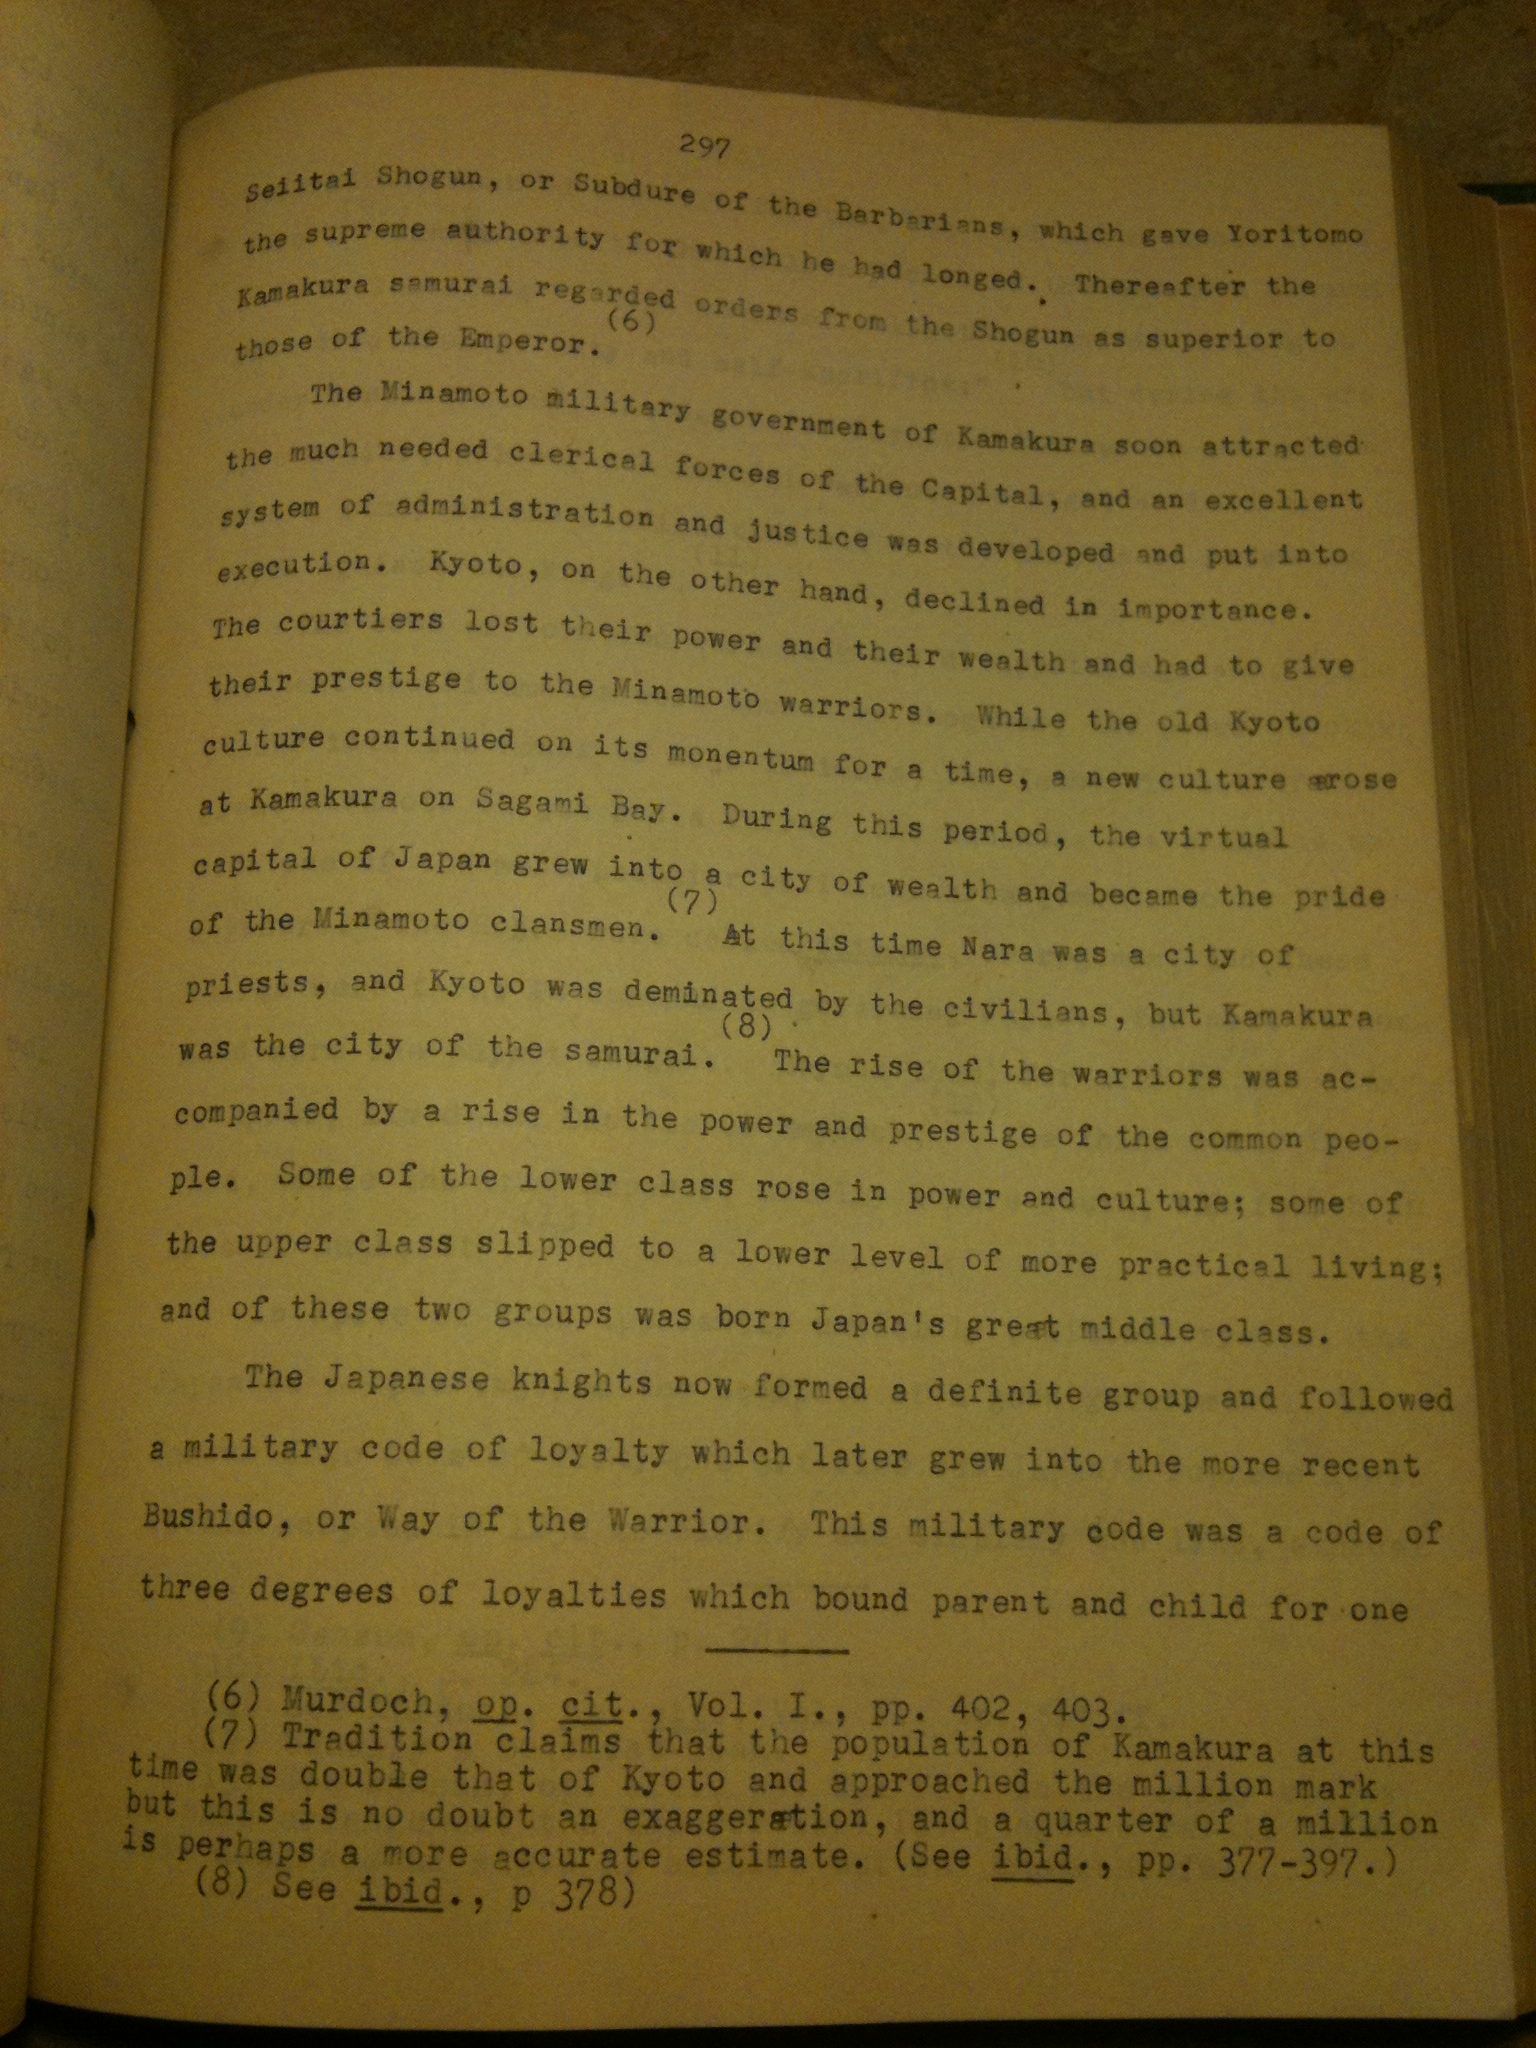 297
Seiitai Shogun, or Subdure of the Barbarians, which gave Yoritomo
the supreme authority for which he had longed. Thereafter the
Kamakura samurai regarded orders from the Shogun as superior to
those of the Emperor.(6)
The Minamoto military government of Kamakura soon attracted
the much needed clerical forces of the Capital, and an excellent
system of administration and justice was developed and put into
execution. Kyoto, on the other hand, declined in importance.
The courtiers lost their power and their wealth and had to give
their prestige to the Minamoto warriors. While the old Kyoto
culture continued on its monentum for a time, a new culture arose
at Kamakura on Sagami Bay. During this period, the virtual
capital of Japan grew into a city of wealth and became the pride
of the Minamoto clansmen.(7) At this time Nara was a city of
priests, and Kyoto was deminated by the civilians, but Kamakura
was the city of the samurai.(8) The rise of the warriors was ac-
companied by a rise in the power and prestige of the common peo-
ple. Some of the lower class rose in power and culture; some of
the upper class slipped to a lower level of more practical living;
and of these two groups was born Japan's great middle class.
The Japanese knights now formed a definite group and followed
a military code of loyalty which later grew into the more recent
Bushido, or Way of the Warrior. This military code was a code of
three degrees of loyalties which bound parent and child for one
(6) Murdoch, op. cit., Vol. I., pp. 402, 403.
(7) Tradition claims that the population of Kamakura at this
time was double that of Kyoto and approached the million mark
but this is no doubt an exaggeration, and a quarter of a million
is perhaps a more accurate estimate. (See ibid., pp. 377-397.)
(8) See ibid., p 378)